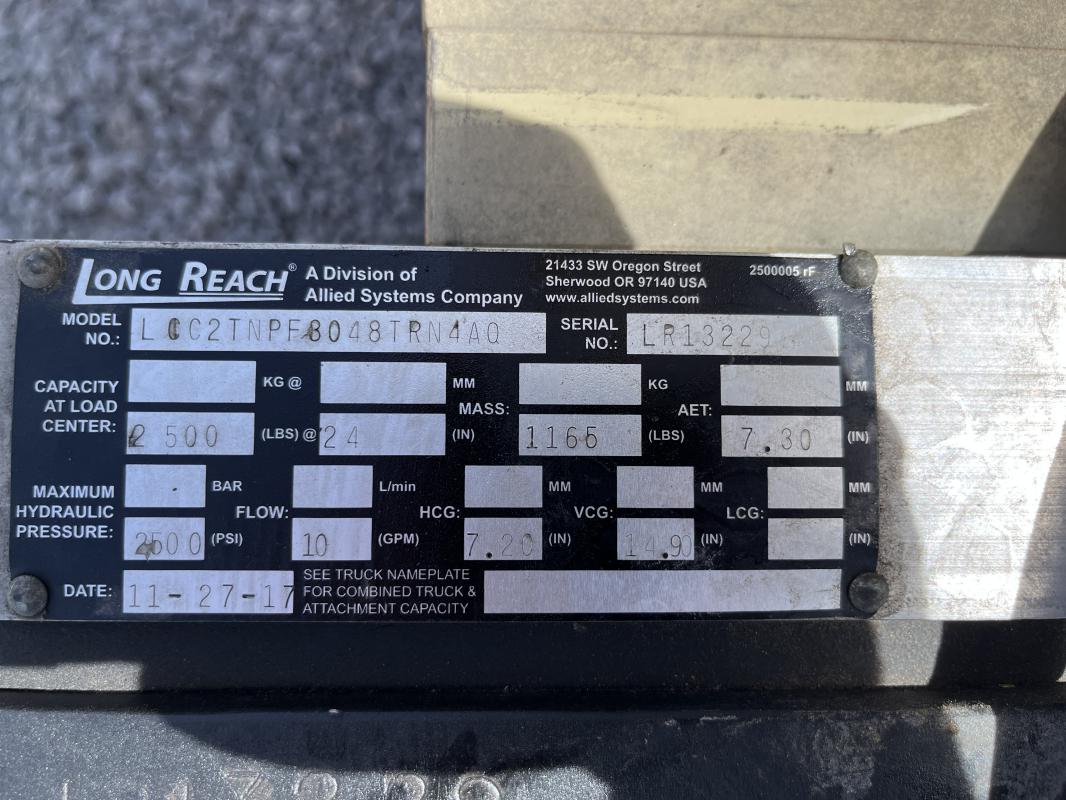 LONG REACH® A Division of Allied Systems Company
21433 SW Oregon Street
Sherwood OR 97140 USA
www.alliedsystems.com
2500005 rF
MODEL NO.: LCC2TNPF8048TRN4AQ SERIAL NO.: LR13229
CAPACITY AT LOAD CENTER: KG @ MM MASS: KG AET: MM
2500 (LBS) @ 24 (IN) 1165 (LBS) 7.30 (IN)
MAXIMUM HYDRAULIC PRESSURE: BAR FLOW: L/min HCG: MM VCG: MM LCG: MM
2500 (PSI) 10 (GPM) 7.20 (IN) 14.90 (IN) (IN)
DATE: 11-27-17 SEE TRUCK NAMEPLATE
FOR COMBINED TRUCK &
ATTACHMENT CAPACITY